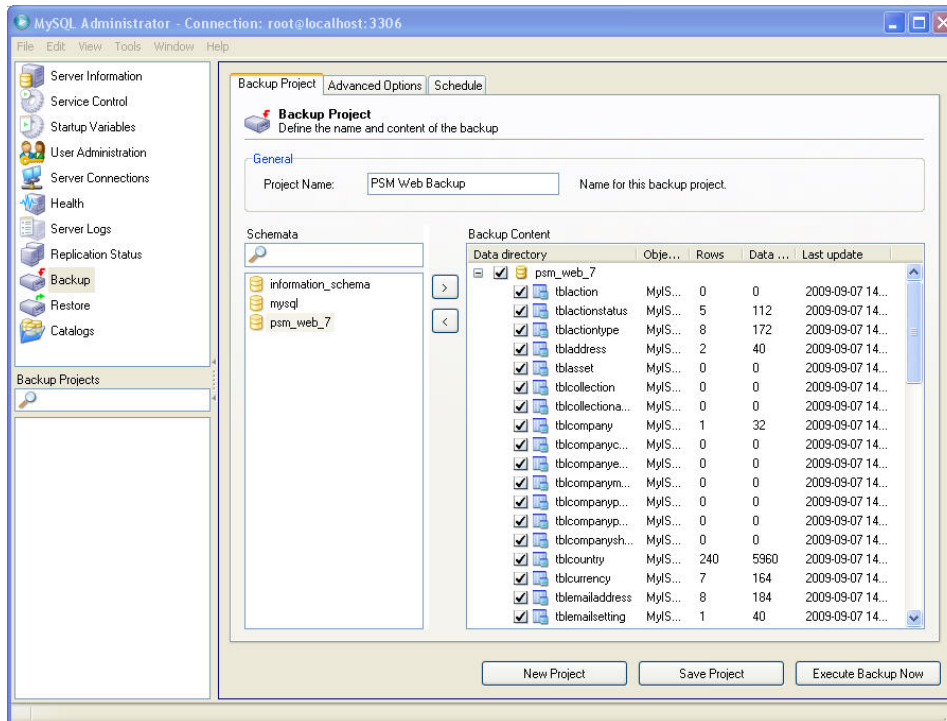 MySQL Administrator - Connection: root@localhost:3306
File Edit View Tools Window Help
Server Information
Service Control
Startup Variables
User Administration
Server Connections
Health
Server Logs
Replication Status
Backup
Restore
Catalogs
Backup Projects
Backup Project Advanced Options Schedule
Backup Project
Define the name and content of the backup
General
Project Name: PSM Web Backup Name for this backup project.
Schemata
information_schema
mysql
psm_web_7
>
<
Backup Content
Data directory Obje... Rows Data ... Last update
psm_web_7
tblaction MyIS... 0 0 2009-09-07 14...
tblactionstatus MyIS... 5 112 2009-09-07 14...
tblactiontype MyIS... 8 172 2009-09-07 14...
tbladdress MyIS... 2 40 2009-09-07 14...
tblasset MyIS... 0 0 2009-09-07 14...
tblcollection MyIS... 0 0 2009-09-07 14...
tblcollectiona... MyIS... 0 0 2009-09-07 14...
tblcompany MyIS... 1 32 2009-09-07 14...
tblcompanyc... MyIS... 0 0 2009-09-07 14...
tblcompanye... MyIS... 0 0 2009-09-07 14...
tblcompanym... MyIS... 0 0 2009-09-07 14...
tblcompanyp... MyIS... 0 0 2009-09-07 14...
tblcompanyp... MyIS... 0 0 2009-09-07 14...
tblcompanysh... MyIS... 0 0 2009-09-07 14...
tblcountry MyIS... 240 5960 2009-09-07 14...
tblcurrency MyIS... 7 164 2009-09-07 14...
tblemailaddress MyIS... 8 184 2009-09-07 14...
tblemailsetting MyIS... 1 40 2009-09-07 14...
New Project Save Project Execute Backup Now